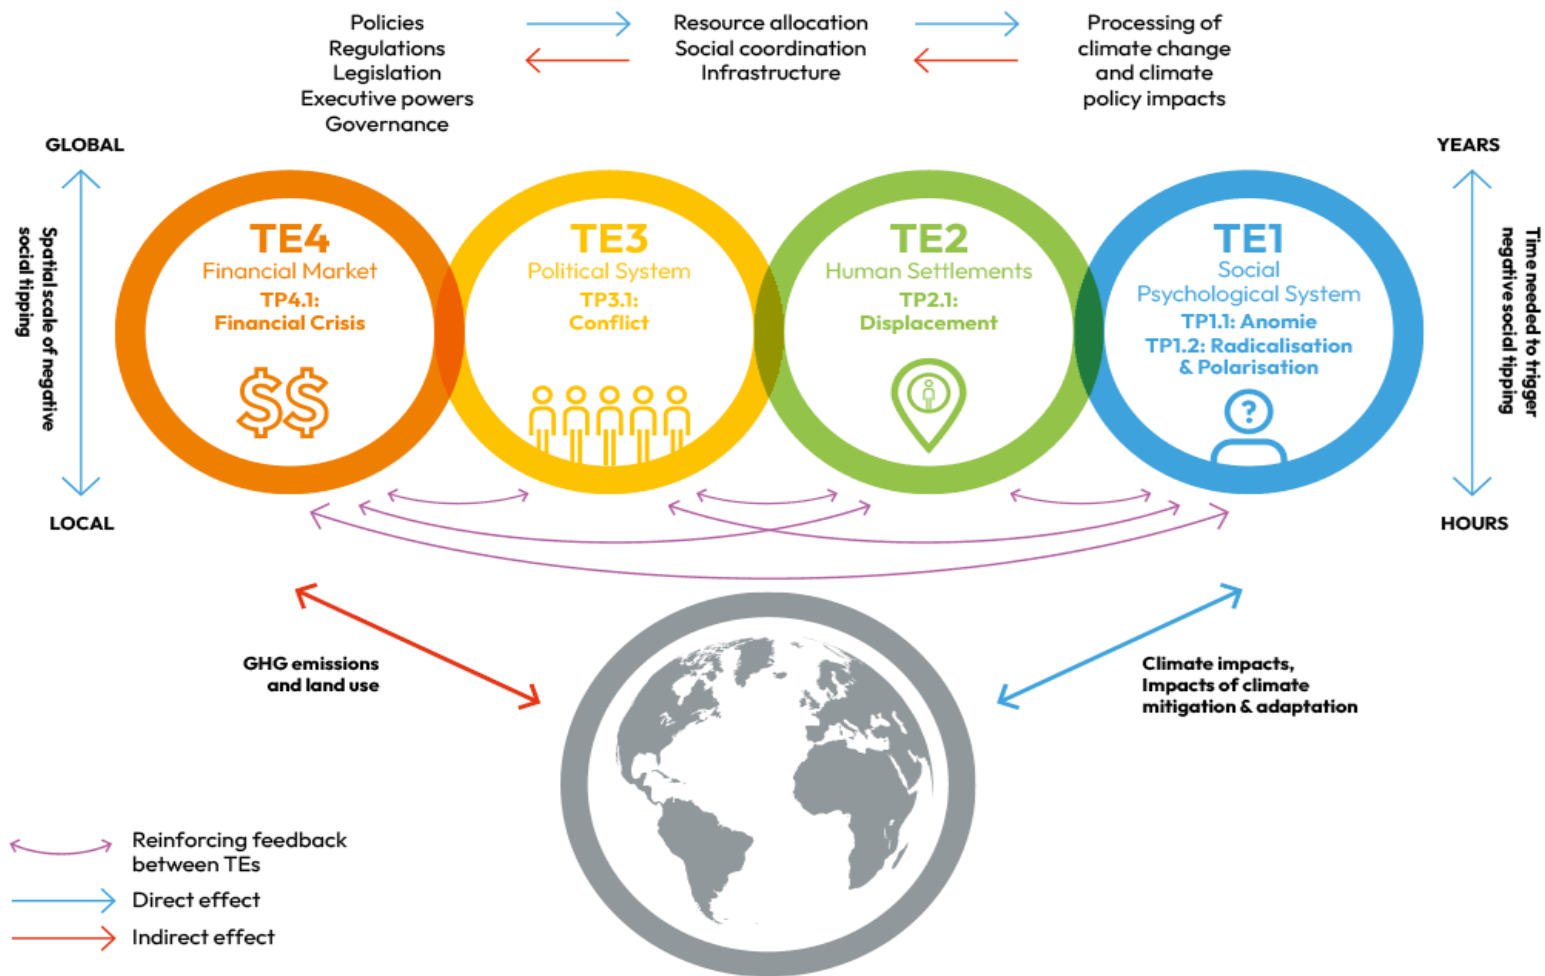 Policies
Regulations
Legislation
Executive powers
Governance
Resource allocation
Social coordination
Infrastructure
Processing of
climate change
and climate
policy impacts
GLOBAL
Spatial scale of negative
social tipping
LOCAL
TE4
Financial Market
TP4.1:
Financial Crisis
$$
TE3
Political System
TP3.1:
Conflict
TE2
Human Settlements
TP2.1:
Displacement
TE1
Social
Psychological System
TP1.1: Anomie
TP1.2: Radicalisation
& Polarisation
?
YEARS
Time needed to trigger
negative social tipping
HOURS
GHG emissions
and land use
Climate impacts,
Impacts of climate
mitigation & adaptation
Reinforcing feedback
between TEs
Direct effect
Indirect effect